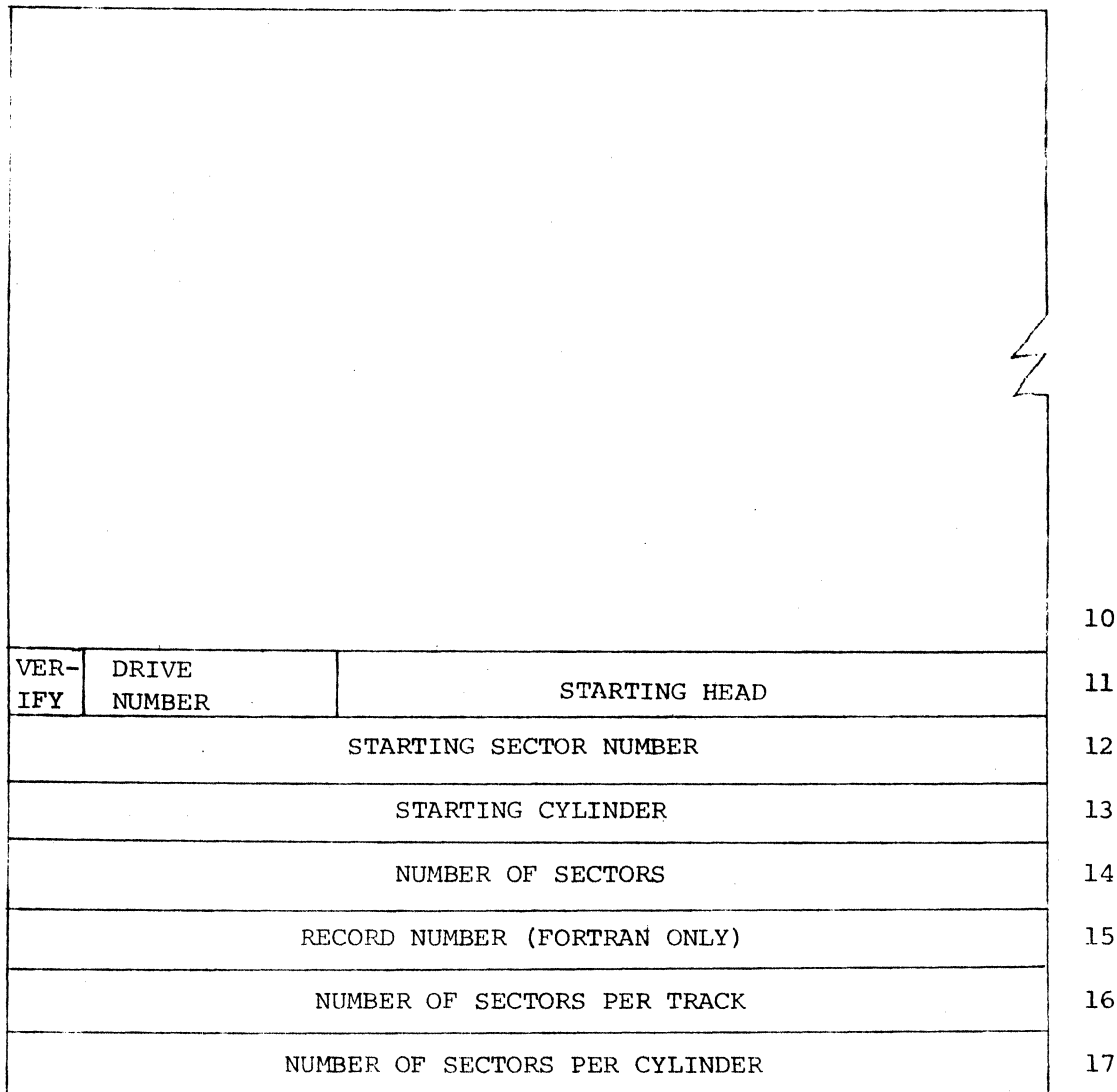 10
VER- DRIVE
IFY NUMBER STARTING HEAD 11
STARTING SECTOR NUMBER 12
STARTING CYLINDER 13
NUMBER OF SECTORS 14
RECORD NUMBER (FORTRAN ONLY) 15
NUMBER OF SECTORS PER TRACK 16
NUMBER OF SECTORS PER CYLINDER 17